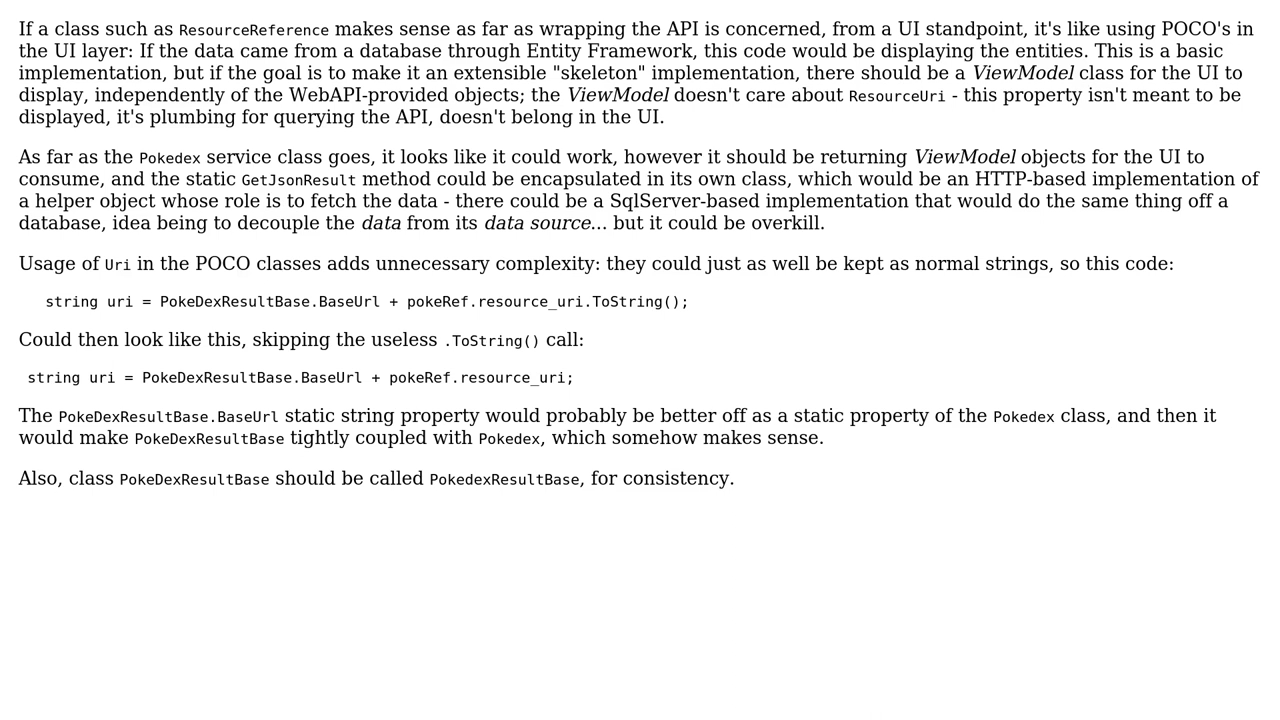 If a class such as ResourceReference makes sense as far as wrapping the API is concerned, from a UI standpoint, it's like using POCO's in
the UI layer: If the data came from a database through Entity Framework, this code would be displaying the entities. This is a basic
implementation, but if the goal is to make it an extensible "skeleton" implementation, there should be a ViewModel class for the UI to
display, independently of the WebAPI-provided objects; the ViewModel doesn't care about ResourceUri - this property isn't meant to be
displayed, it's plumbing for querying the API, doesn't belong in the UI.
As far as the Pokedex service class goes, it looks like it could work, however it should be returning ViewModel objects for the UI to
consume, and the static GetJsonResult method could be encapsulated in its own class, which would be an HTTP-based implementation of
a helper object whose role is to fetch the data - there could be a SqlServer-based implementation that would do the same thing off a
database, idea being to decouple the data from its data source... but it could be overkill.
Usage of Uri in the POCO classes adds unnecessary complexity: they could just as well be kept as normal strings, so this code:
string uri = PokeDexResultBase.BaseUrl + pokeRef.resource_uri.ToString();
Could then look like this, skipping the useless .ToString() call:
string uri = PokeDexResultBase.BaseUrl + pokeRef.resource_uri;
The PokeDexResultBase.BaseUrl static string property would probably be better off as a static property of the Pokedex class, and then it
would make PokeDexResultBase tightly coupled with Pokedex, which somehow makes sense.
Also, class PokeDexResultBase should be called PokedexResultBase, for consistency.